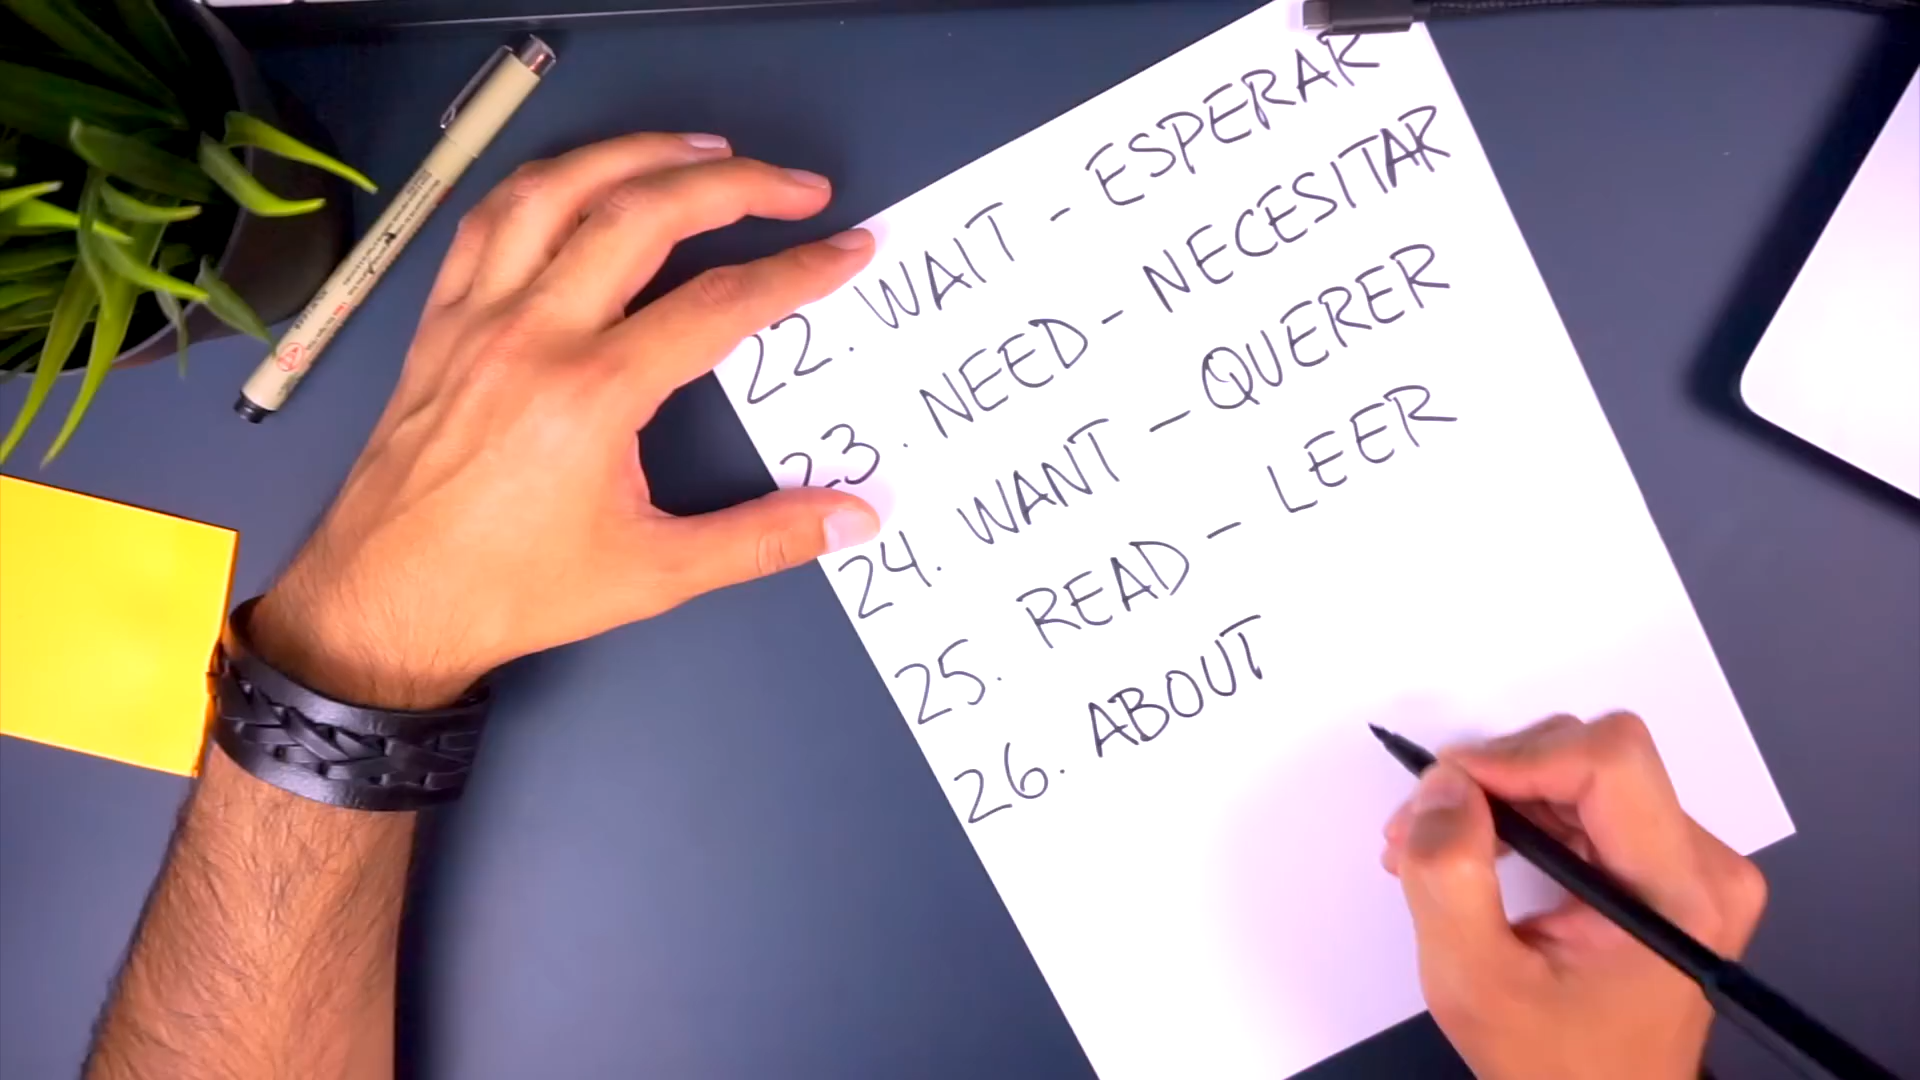 22. WAIT - ESPERAR
23. NEED - NECESITAR
24. WANT - QUERER
25. READ - LEER
26. ABOUT